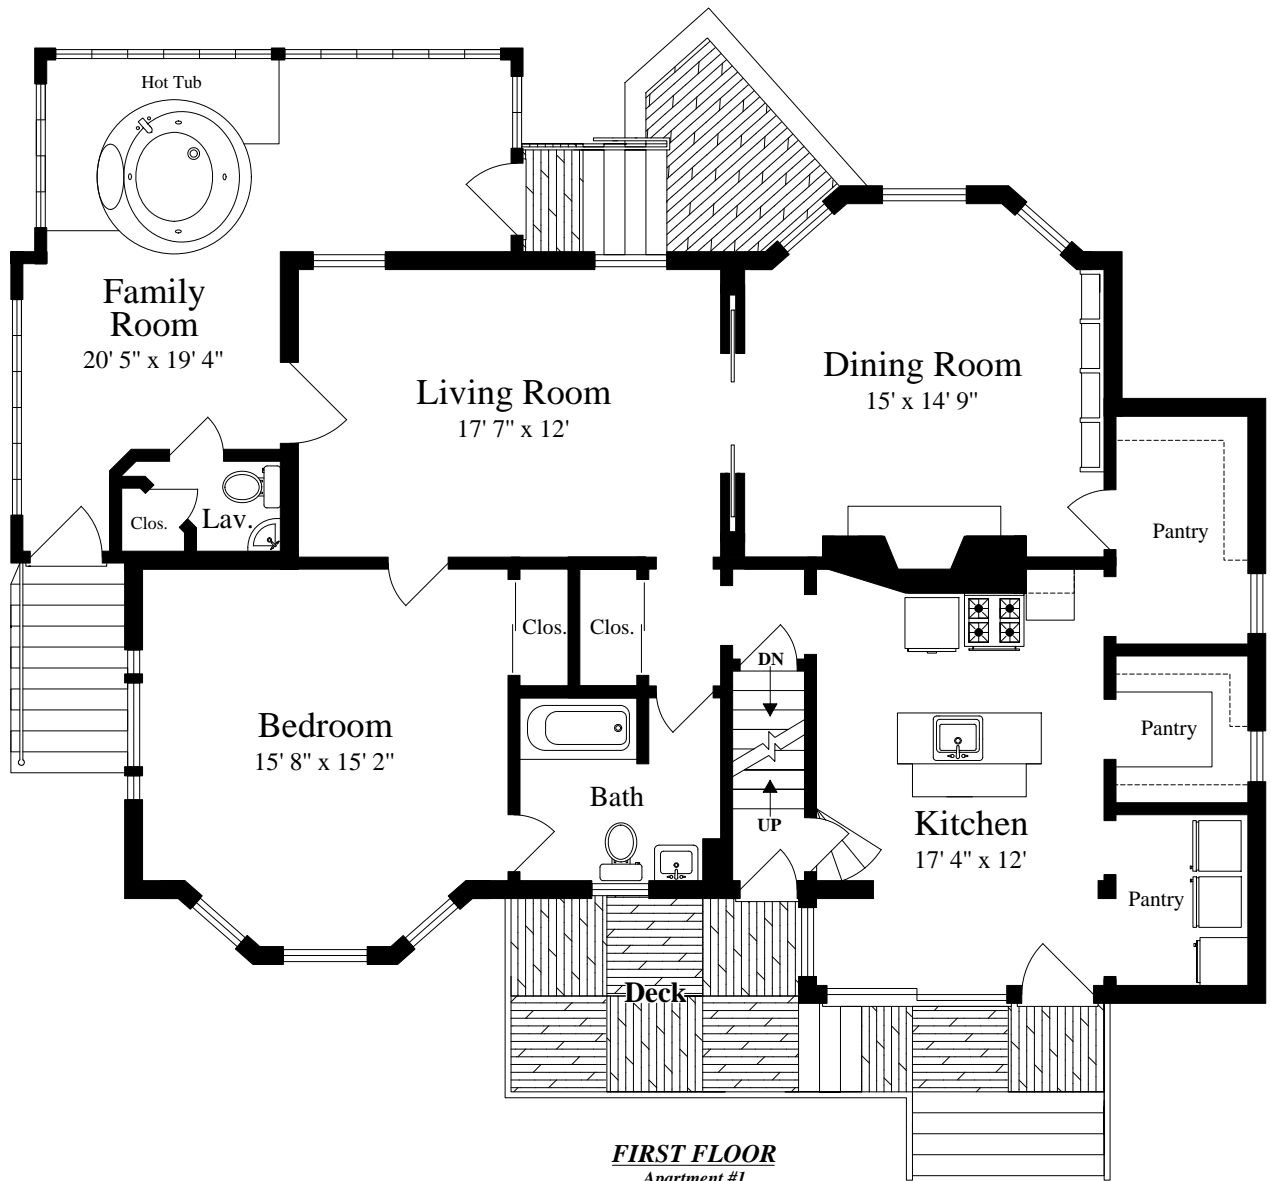 Hot Tub
Family
Room
20' 5" x 19' 4"
Living Room
17' 7" x 12'
Dining Room
15' x 14' 9"
Clos.
Lav.
Pantry
Clos.
Clos.
DN
Bedroom
15' 8" x 15' 2"
Pantry
Bath
UP
Kitchen
17' 4" x 12'
Pantry
Deck
FIRST FLOOR
Apartment #1